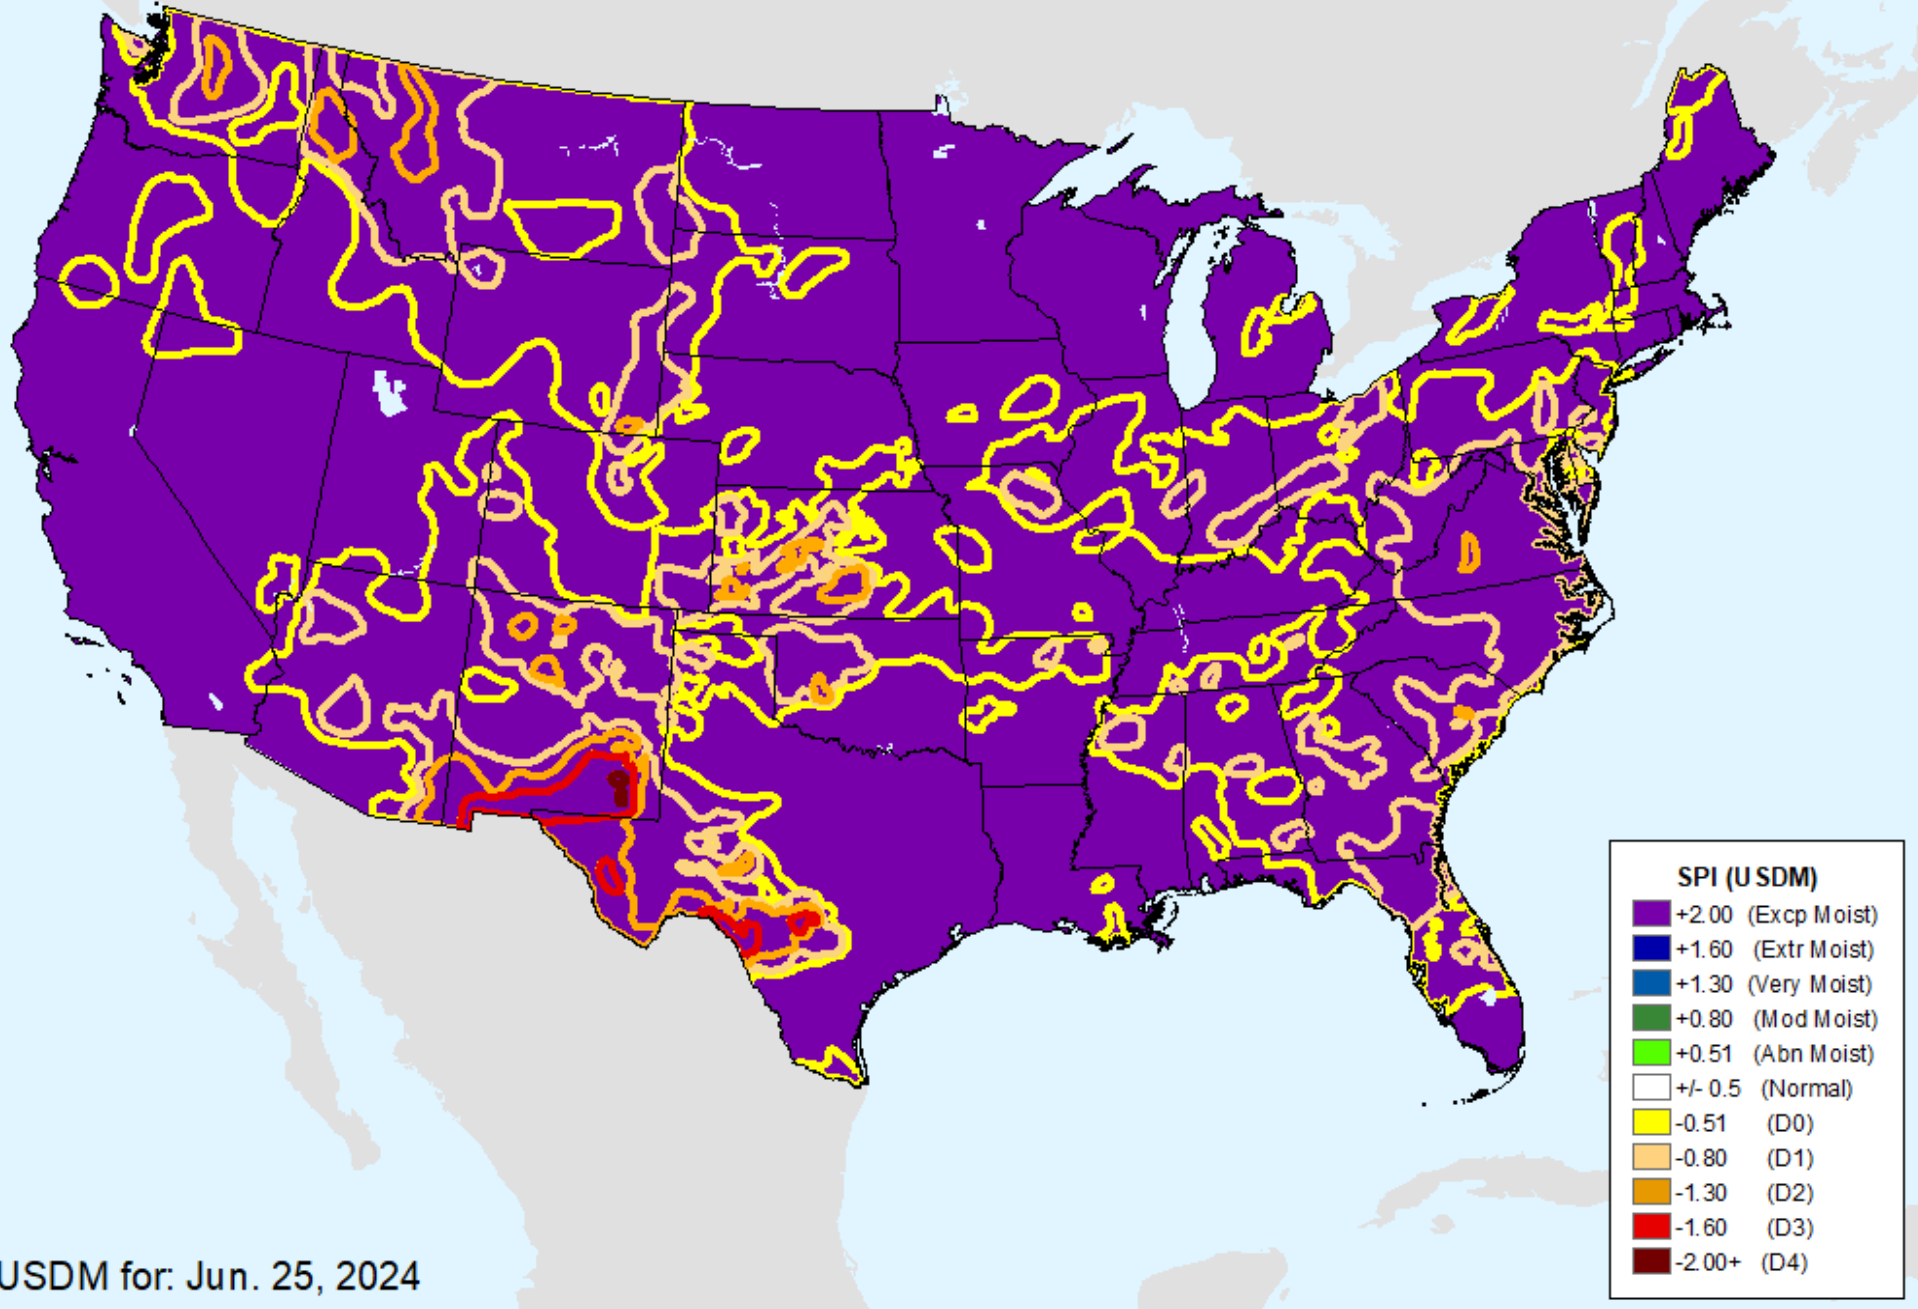 SPI (USDM)
+2.00 (Excp Moist)
+1.60 (Extr Moist)
+1.30 (Very Moist)
+0.80 (Mod Moist)
+0.51 (Abn Moist)
+/- 0.5 (Normal)
-0.51 (D0)
-0.80 (D1)
-1.30 (D2)
-1.60 (D3)
-2.00+ (D4)
USDM for: Jun. 25, 2024